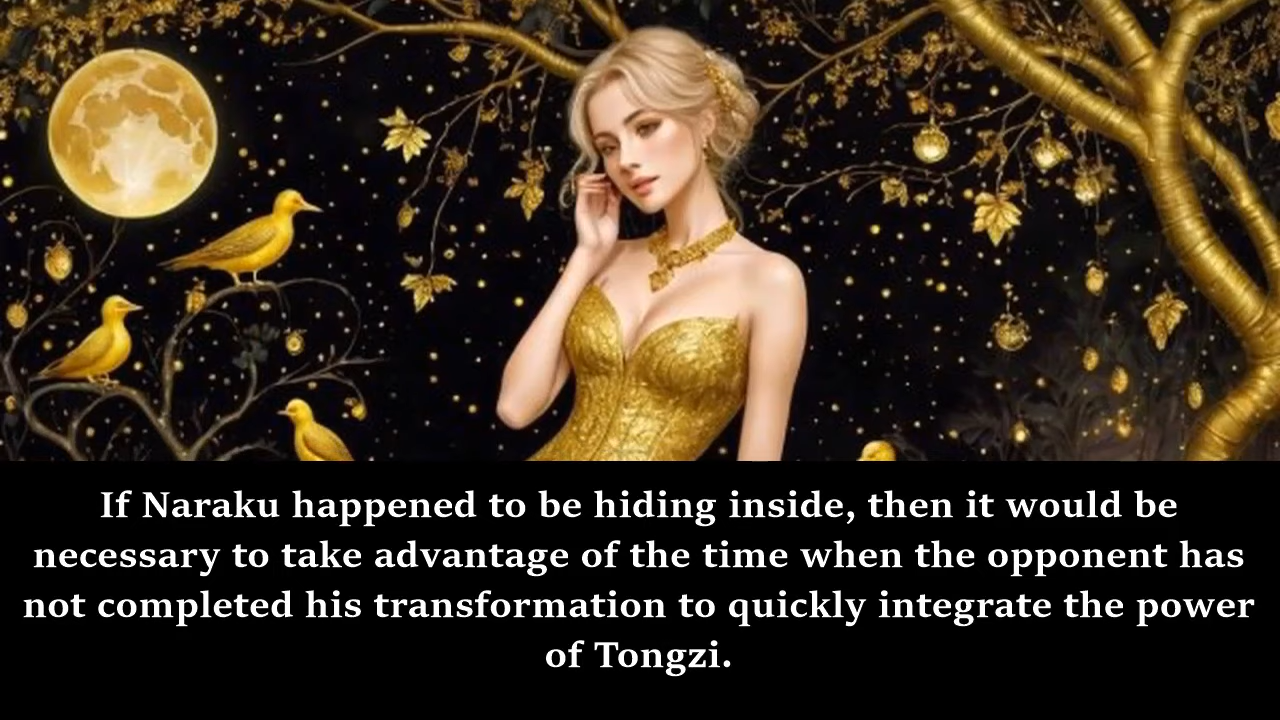 If Naraku happened to be hiding inside, then it would be
necessary to take advantage of the time when the opponent has
not completed his transformation to quickly integrate the power
of Tongzi.